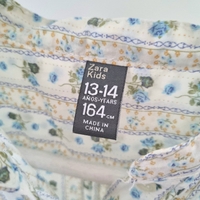 Zara
Kids
13-14
AÑOS-YEARS
164 CM
MADE IN
CHINA